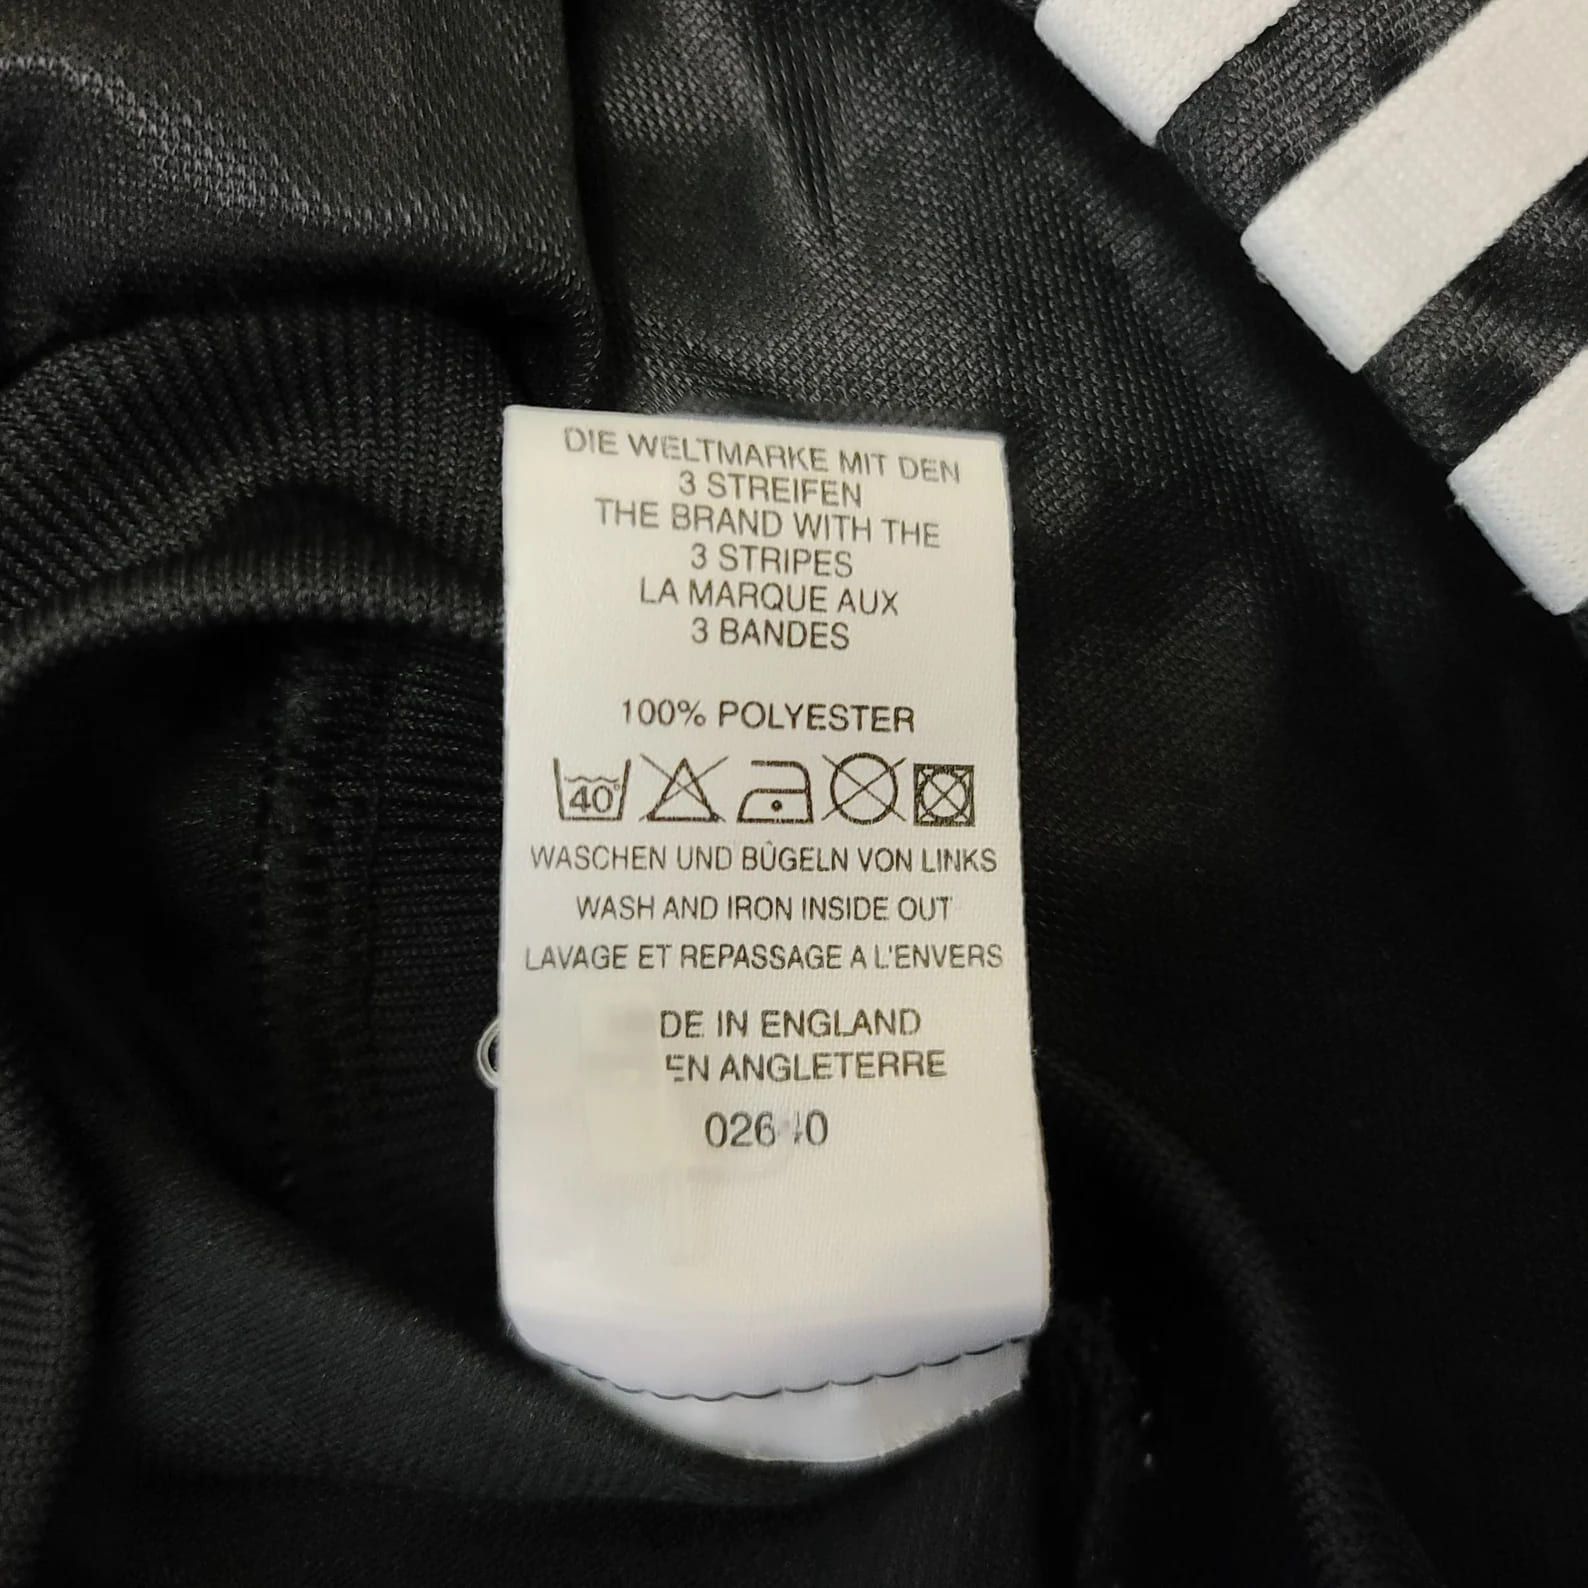 DIE WELTMARKE MIT DEN
3 STREIFEN
THE BRAND WITH THE
3 STRIPES
LA MARQUE AUX
3 BANDES
100% POLYESTER
40°
WASCHEN UND BÜGELN VON LINKS
WASH AND IRON INSIDE OUT
LAVAGE ET REPASSAGE A L'ENVERS
DE IN ENGLAND
EN ANGLETERRE